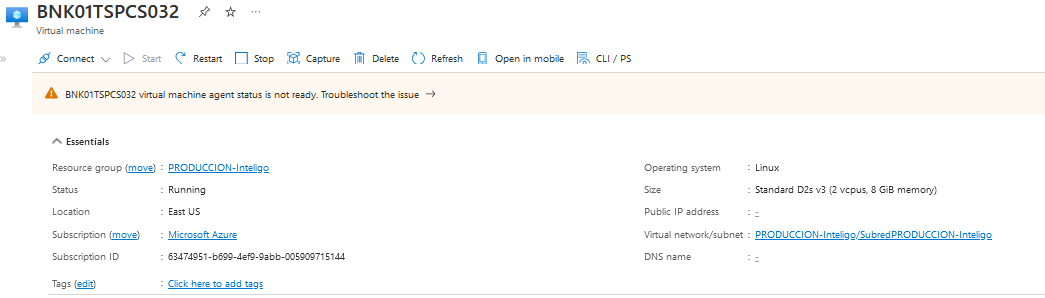 BNK01TSPCS032
Virtual machine
Connect Start Restart Stop Capture Delete Refresh Open in mobile CLI / PS
BNK01TSPCS032 virtual machine agent status is not ready. Troubleshoot the issue →
Essentials
Resource group (move) : PRODUCCION-Inteligo
Status : Running
Location : East US
Subscription (move) : Microsoft Azure
Subscription ID : 63474951-b699-4ef9-9abb-005909715144
Tags (edit) : Click here to add tags
Operating system : Linux
Size : Standard D2s v3 (2 vcpus, 8 GiB memory)
Public IP address : -
Virtual network/subnet : PRODUCCION-Inteligo/SubredPRODUCCION-Inteligo
DNS name : -